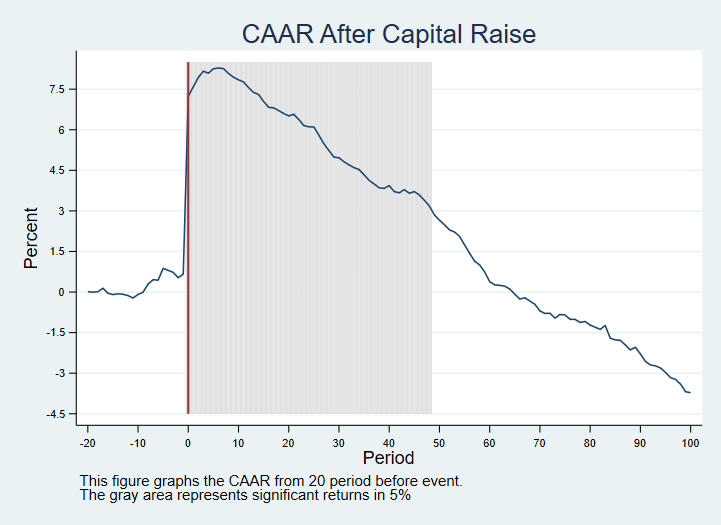 CAAR After Capital Raise
Percent
7.5
6
4.5
3
1.5
0
-1.5
-3
-4.5
-20 -10 0 10 20 30 40 50 60 70 80 90 100
Period
This figure graphs the CAAR from 20 period before event.
The gray area represents significant returns in 5%